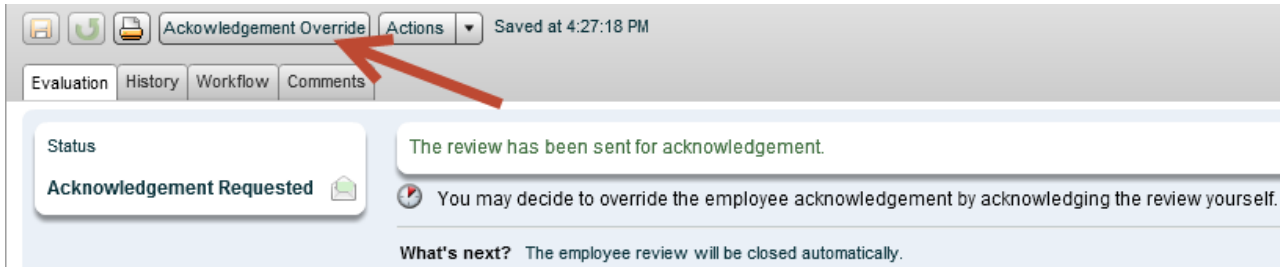 Ackowledgement Override Actions Saved at 4:27:18 PM
Evaluation History Workflow Comments
Status
Acknowledgement Requested
The review has been sent for acknowledgement.
You may decide to override the employee acknowledgement by acknowledging the review yourself.
What's next? The employee review will be closed automatically.